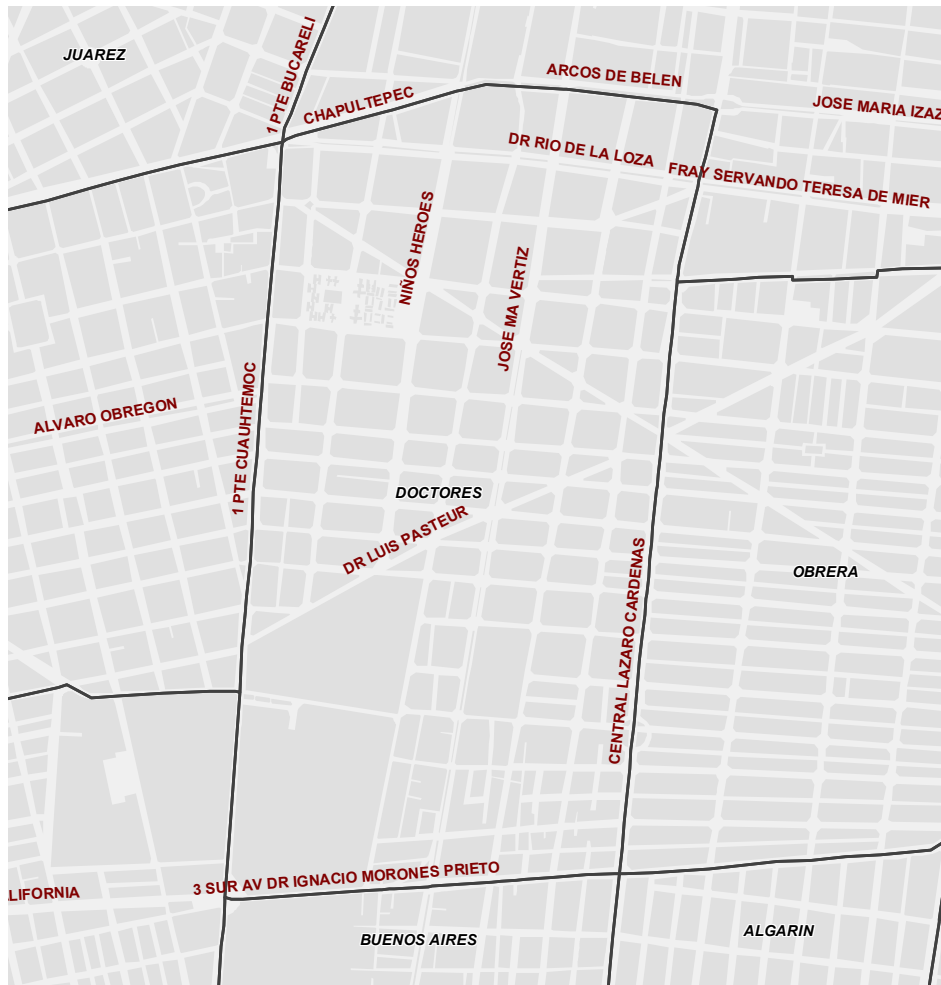 JUAREZ
1 PTE BUCARELI
CHAPULTEPEC
ARCOS DE BELEN
JOSE MARIA IZAZ
DR RIO DE LA LOZA
FRAY SERVANDO TERESA DE MIER
NIÑOS HEROES
JOSE MA VERTIZ
ALVARO OBREGON
1 PTE CUAUHTEMOC
DOCTORES
DR LUIS PASTEUR
CENTRAL LAZARO CARDENAS
OBRERA
3 SUR AV DR IGNACIO MORONES PRIETO
LIFORNIA
BUENOS AIRES
ALGARIN